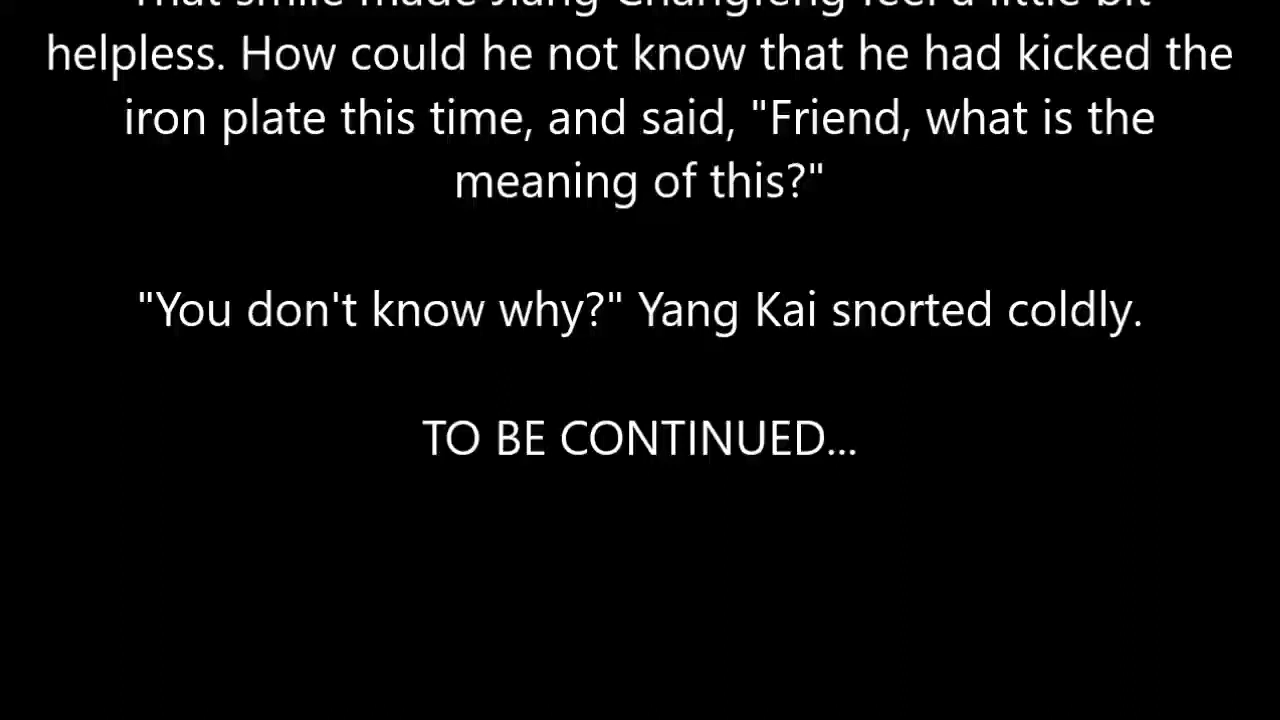 That smile made Jiang Changfeng feel a little bit
helpless. How could he not know that he had kicked the
iron plate this time, and said, "Friend, what is the
meaning of this?"
"You don't know why?" Yang Kai snorted coldly.
TO BE CONTINUED...